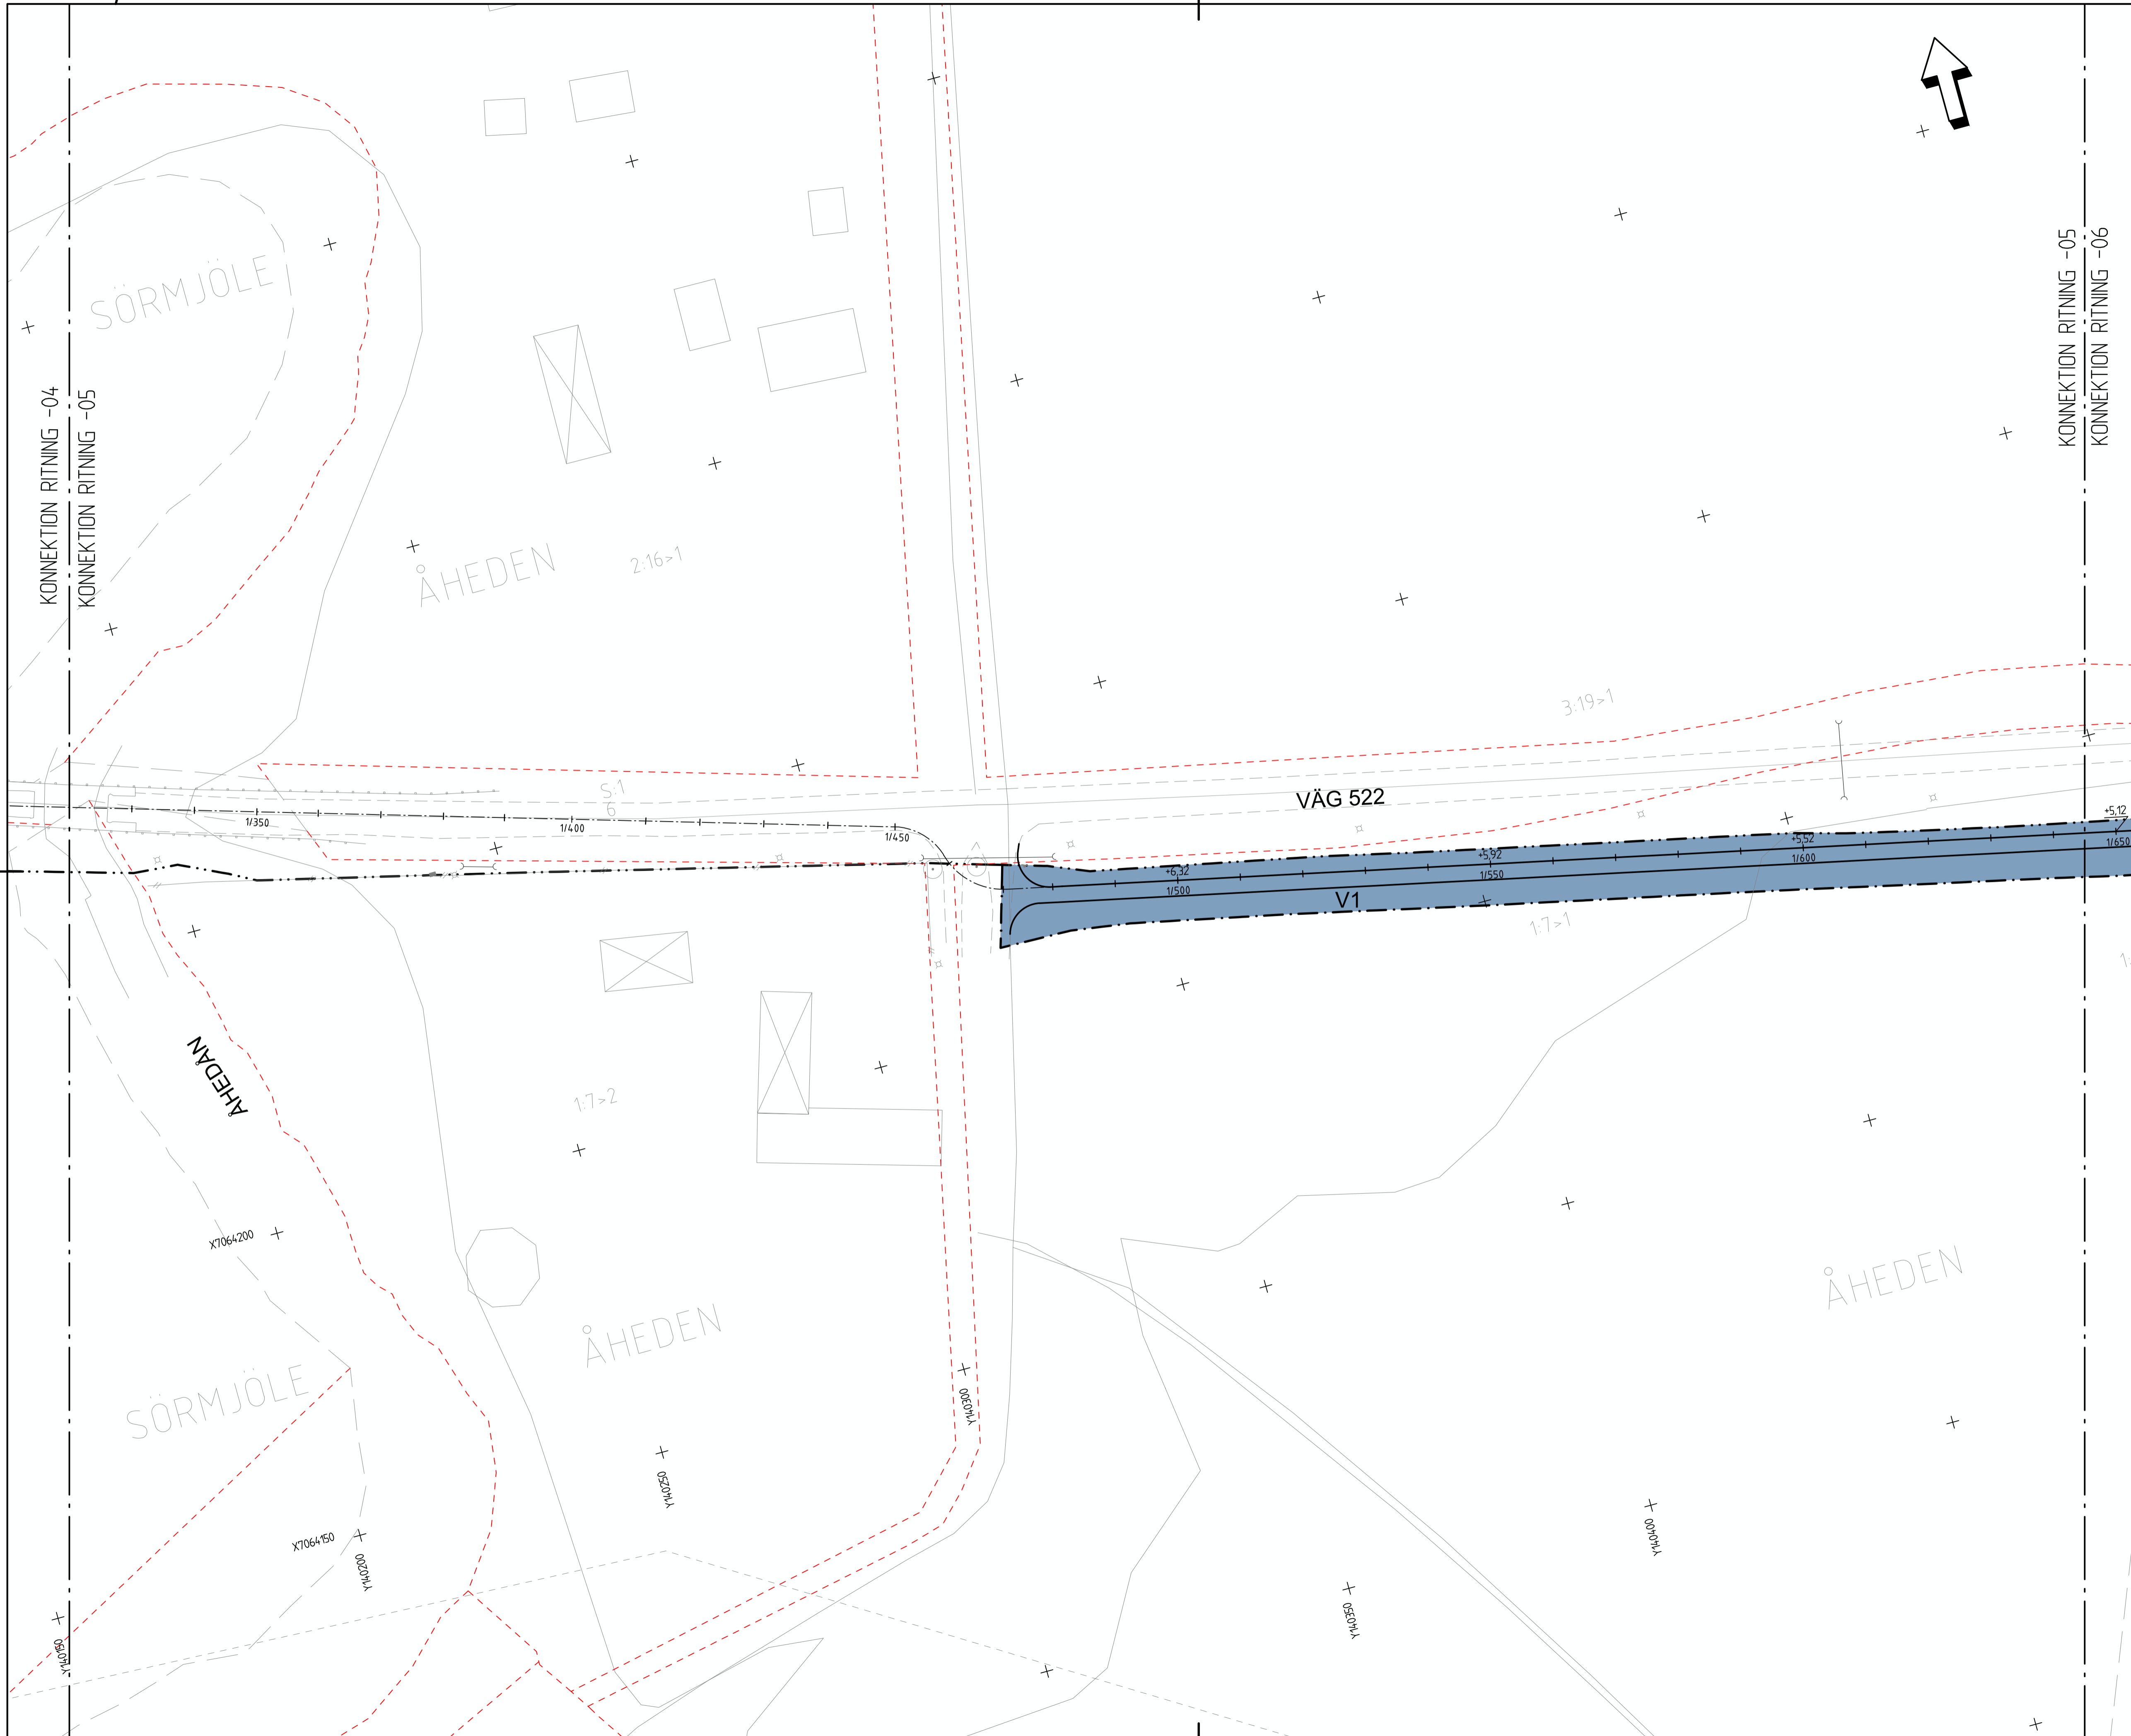 KONNEKTION RITNING -04
KONNEKTION RITNING -05
KONNEKTION RITNING -05
KONNEKTION RITNING -06
SÖRMJÖLE
ÅHEDEN
2:16>1
3:19>1
S:1
6
VÄG 522
1/350
1/400
1/450
+6,32
1/500
+5,92
1/550
+5,52
1/600
+5,12
1/650
V1
1:7>1
ÅHEDÅN
1:7>2
X7064200
ÅHEDEN
ÅHEDEN
SÖRMJÖLE
Y140300
Y140250
X7064150
Y140200
Y140400
Y140350
Y140150